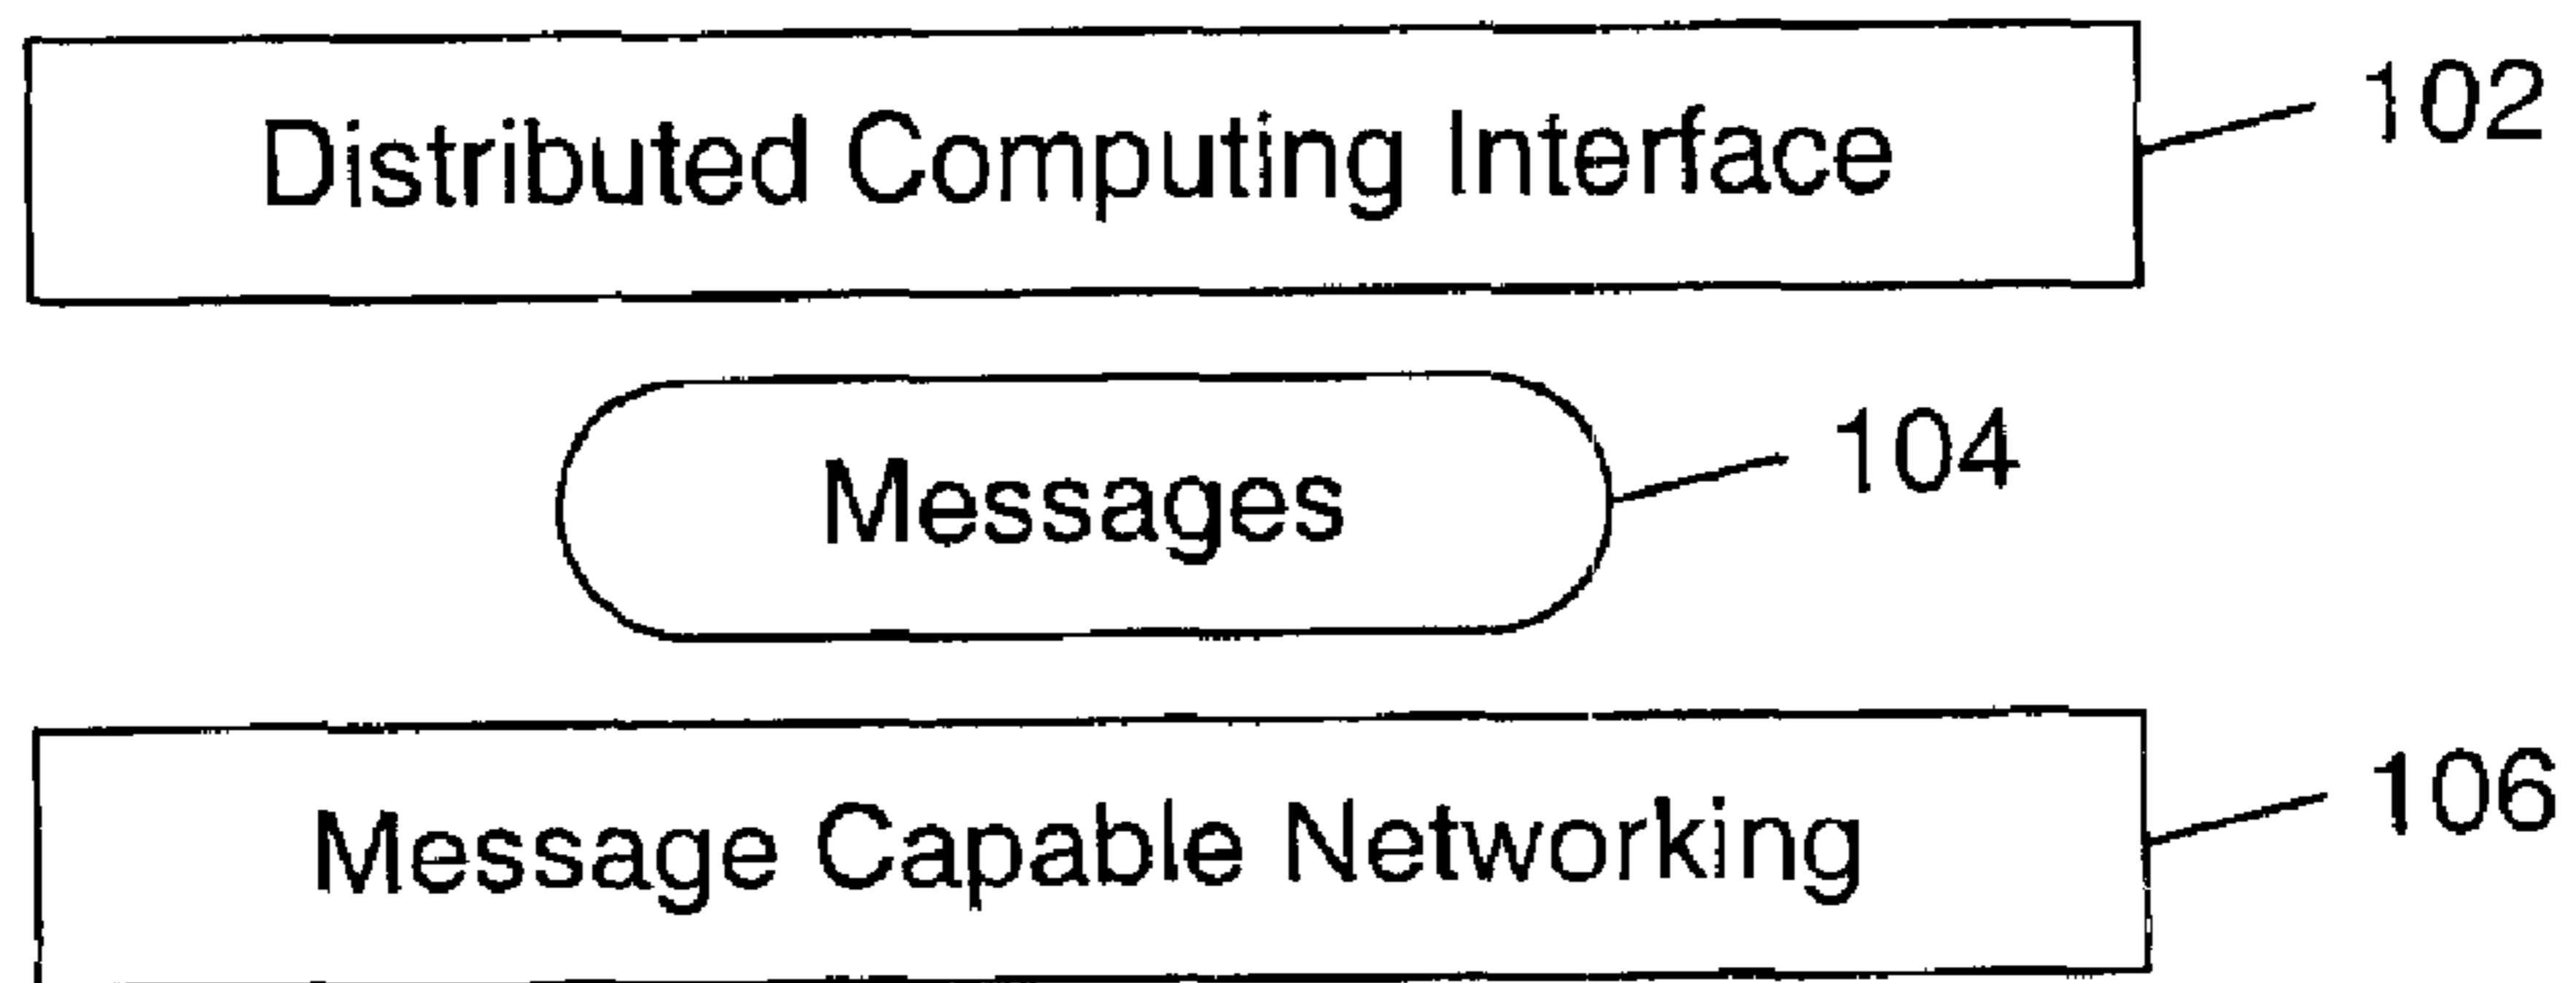 Distributed Computing Interface 102
Messages 104
Message Capable Networking 106